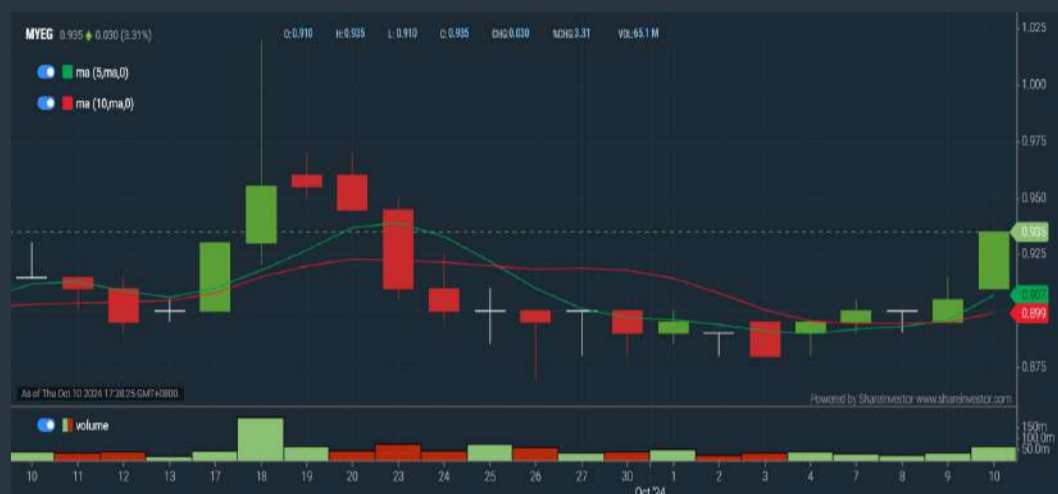 MYEG 0.935 0.030 (3.31%) O:0.910 H:0.935 L:0.910 C:0.935 CHG:0.030 %CHG:3.31 VOL:65.1 M
ma (5,ma,0)
ma (10,ma,0)
1.025
1.000
0.975
0.950
0.935
0.925
0.907
0.899
0.875
As of Thu Oct 10 2024 17:38:25 GMT+0800.
Powered by ShareInvestor www.shareinvestor.com
volume
150m
100.0m
50.0m
10 11 12 13 17 18 19 20 23 24 25 26 27 30 1 2 3 4 7 8 9 10
Oct '24